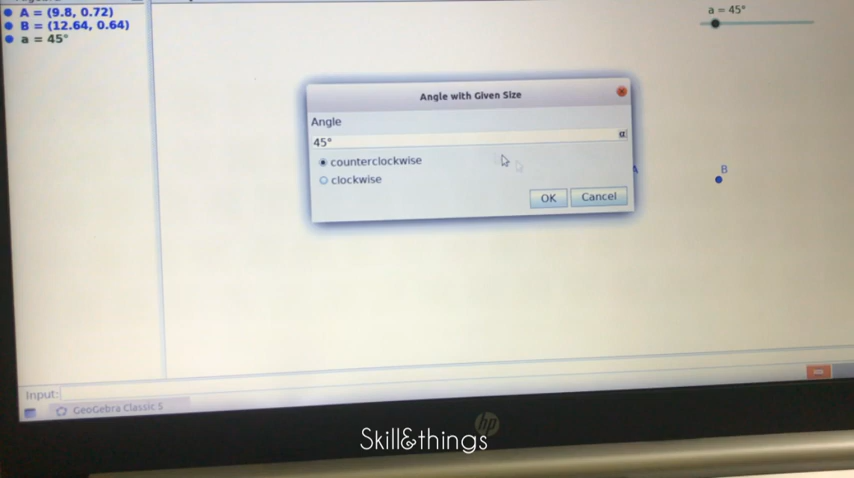 A = (9.8, 0.72)
B = (12.64, 0.64)
a = 45°
a = 45°
Angle with Given Size
Angle
45°
α
counterclockwise
clockwise
OK
Cancel
A
B
Input:
GeoGebra Classic 5
hp
Skill&things